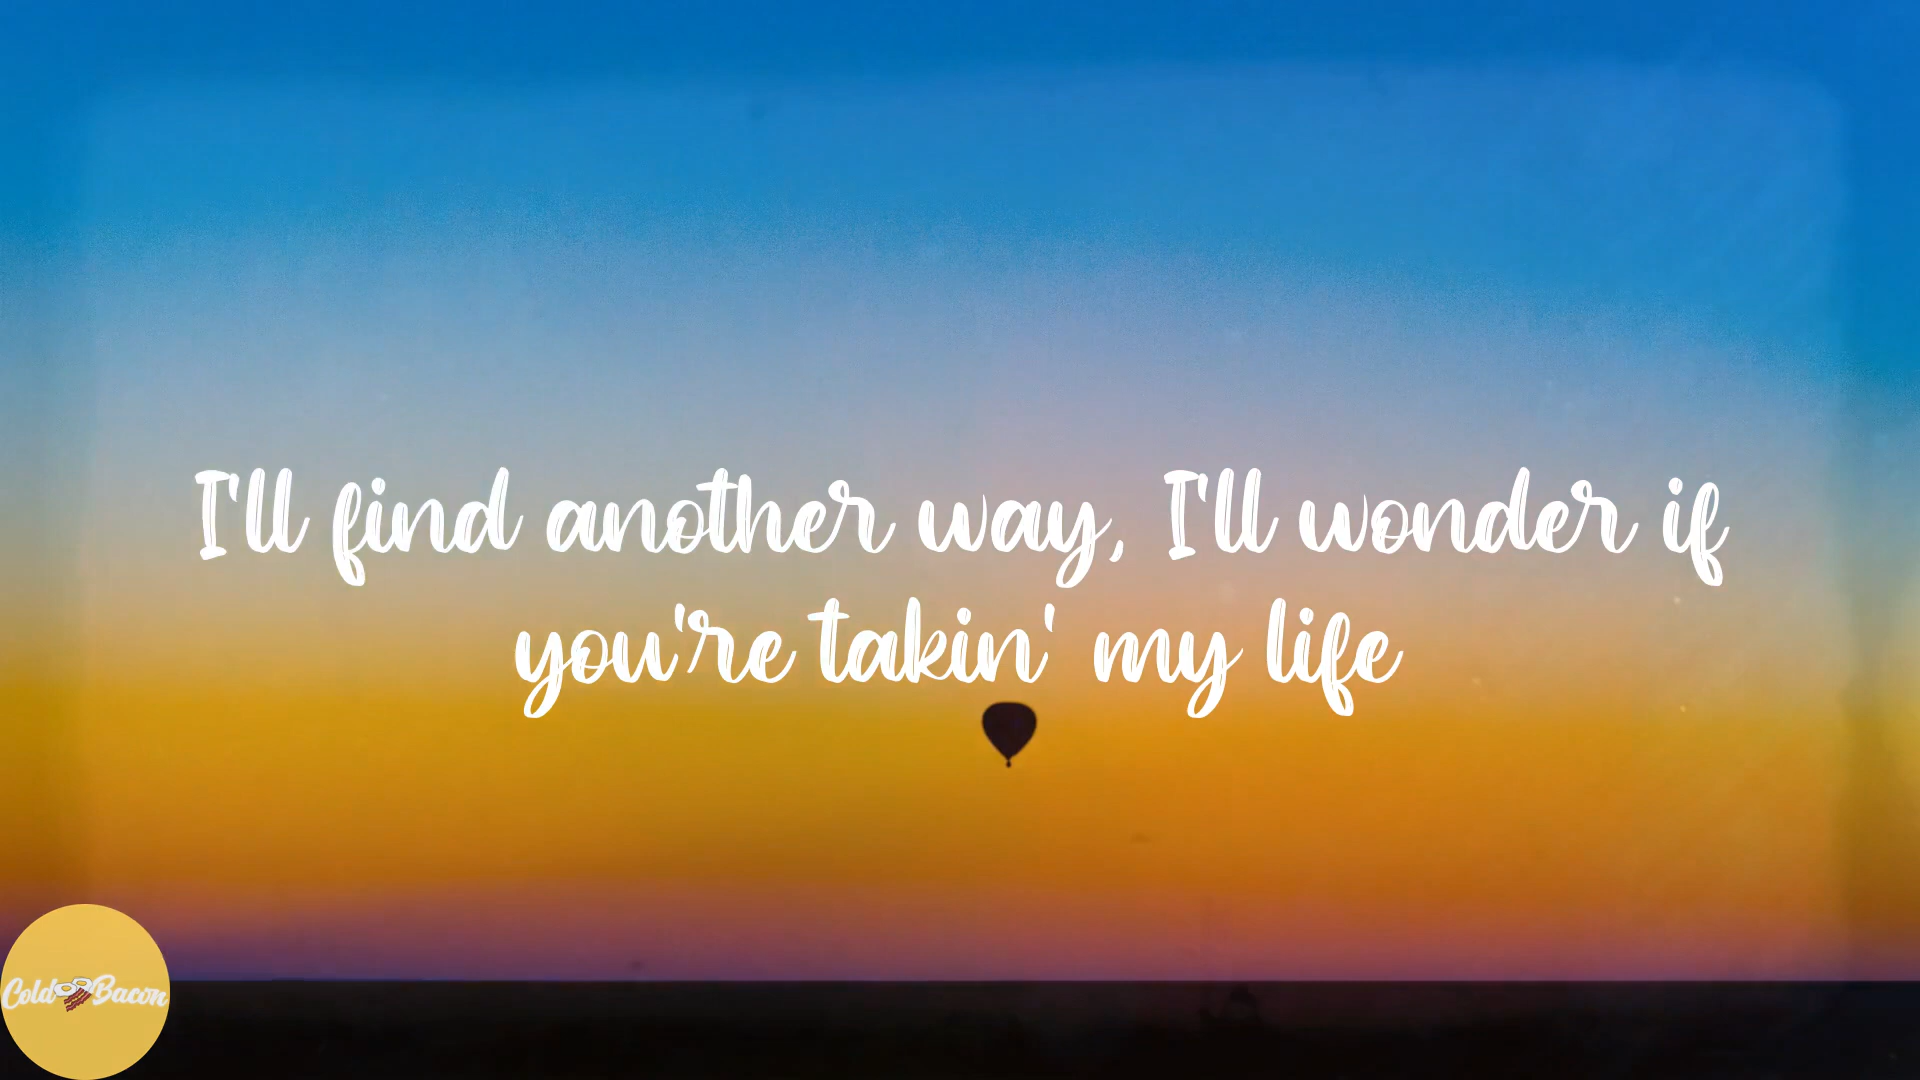 I'll find another way, I'll wonder if
you're takin' my life
Cold Bacon